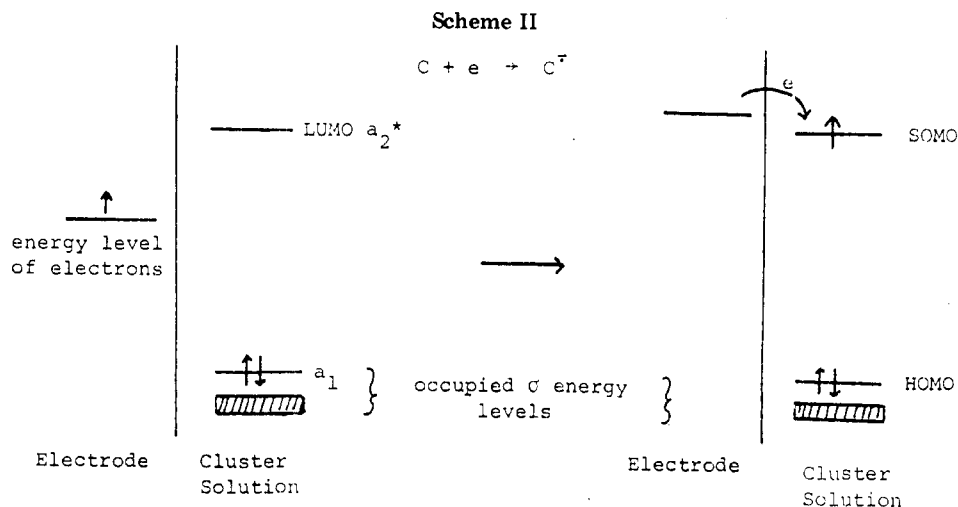 Scheme II
C + e → C⨪
e
LUMO a₂*
SOMO
energy level
of electrons
a₁
occupied σ energy
levels
HOMO
Electrode
Cluster
Solution
Electrode
Cluster
Solution